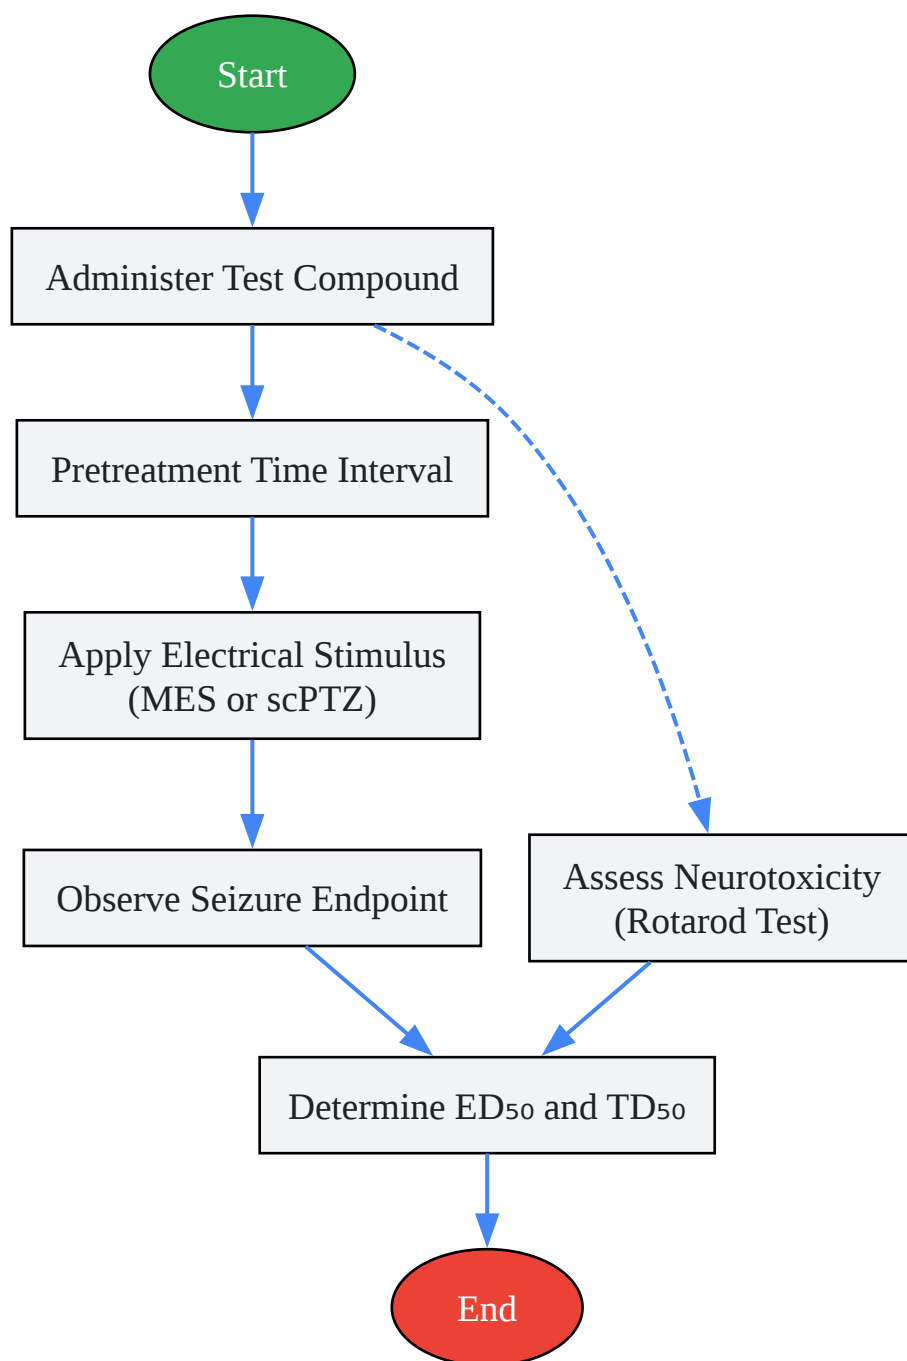 Start
Administer Test Compound
Pretreatment Time Interval
Apply Electrical Stimulus
(MES or scPTZ)
Observe Seizure Endpoint
Assess Neurotoxicity
(Rotarod Test)
Determine ED₅₀ and TD₅₀
End